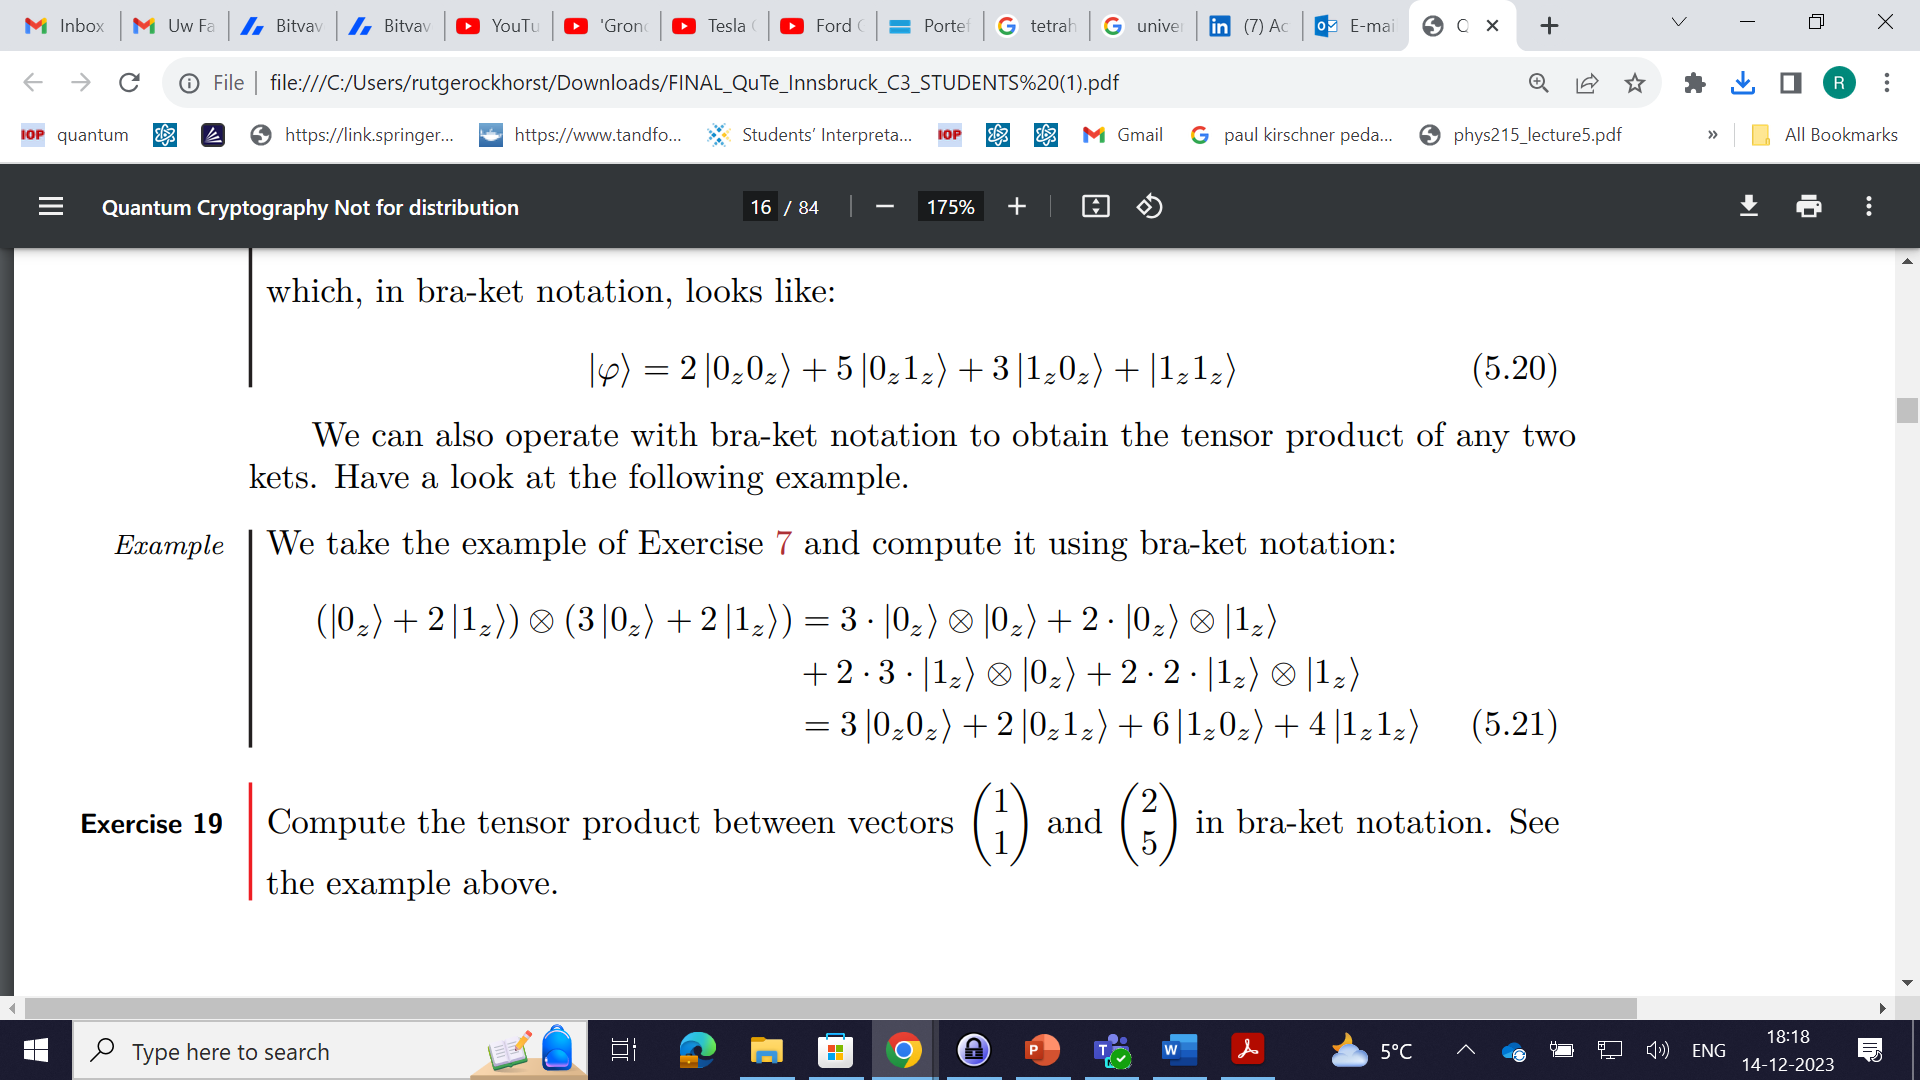 Inbox
Uw Fa
Bitvav
Bitvav
YouTu
'Gron
Tesla
Ford
Portef
tetrah
univer
(7) Ac
E-mai
File
file:///C:/Users/rutgerockhorst/Downloads/FINAL_QuTe_Innsbruck_C3_STUDENTS%20(1).pdf
R
IOP quantum
https://link.springer...
https://www.tandfo...
Students' Interpreta...
IOP
Gmail
paul kirschner peda...
phys215_lecture5.pdf
»
All Bookmarks
Quantum Cryptography Not for distribution
16 / 84
− 175% +
which, in bra-ket notation, looks like:
|φ⟩ = 2 |0z0z⟩ + 5 |0z1z⟩ + 3 |1z0z⟩ + |1z1z⟩ (5.20)
We can also operate with bra-ket notation to obtain the tensor product of any two
kets. Have a look at the following example.
Example We take the example of Exercise 7 and compute it using bra-ket notation:
(|0z⟩ + 2 |1z⟩) ⊗ (3 |0z⟩ + 2 |1z⟩) = 3 · |0z⟩ ⊗ |0z⟩ + 2 · |0z⟩ ⊗ |1z⟩
+ 2 · 3 · |1z⟩ ⊗ |0z⟩ + 2 · 2 · |1z⟩ ⊗ |1z⟩
= 3 |0z0z⟩ + 2 |0z1z⟩ + 6 |1z0z⟩ + 4 |1z1z⟩ (5.21)
Exercise 19 Compute the tensor product between vectors (1 1) and (2 5) in bra-ket notation. See
the example above.
Type here to search
5°C
ENG
18:18
14-12-2023